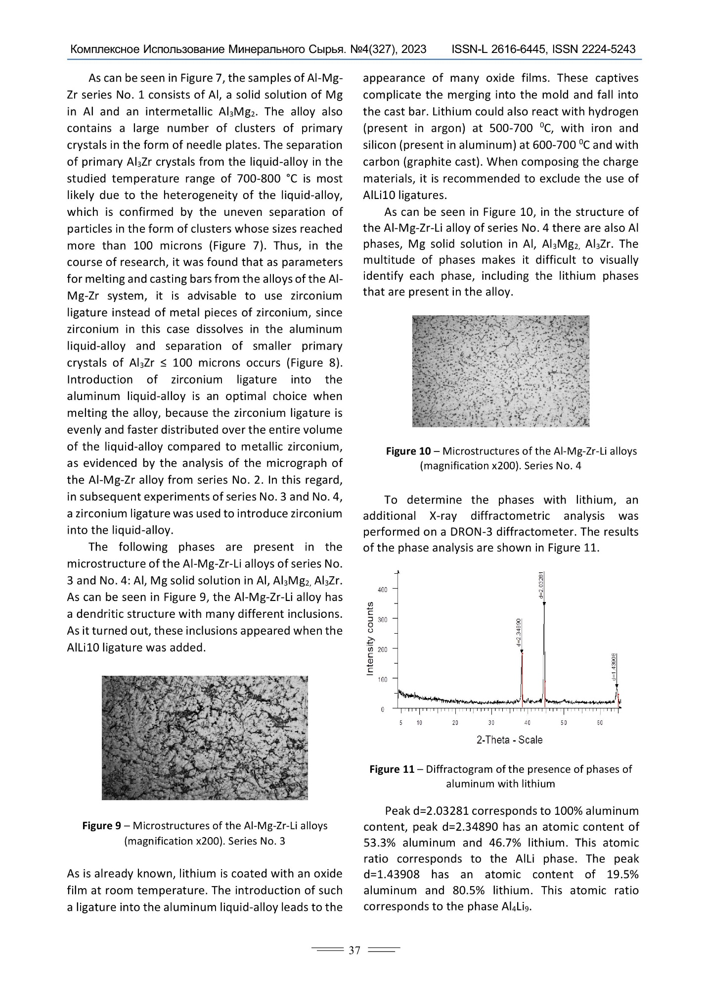 Комплексное Использование Минерального Сырья. №4(327), 2023 ISSN-L 2616-6445, ISSN 2224-5243
As can be seen in Figure 7, the samples of Al-Mg-
Zr series No. 1 consists of Al, a solid solution of Mg
in Al and an intermetallic Al₃Mg₂. The alloy also
contains a large number of clusters of primary
crystals in the form of needle plates. The separation
of primary Al₃Zr crystals from the liquid-alloy in the
studied temperature range of 700-800 °C is most
likely due to the heterogeneity of the liquid-alloy,
which is confirmed by the uneven separation of
particles in the form of clusters whose sizes reached
more than 100 microns (Figure 7). Thus, in the
course of research, it was found that as parameters
for melting and casting bars from the alloys of the Al-
Mg-Zr system, it is advisable to use zirconium
ligature instead of metal pieces of zirconium, since
zirconium in this case dissolves in the aluminum
liquid-alloy and separation of smaller primary
crystals of Al₃Zr ≤ 100 microns occurs (Figure 8).
Introduction of zirconium ligature into the
aluminum liquid-alloy is an optimal choice when
melting the alloy, because the zirconium ligature is
evenly and faster distributed over the entire volume
of the liquid-alloy compared to metallic zirconium,
as evidenced by the analysis of the micrograph of
the Al-Mg-Zr alloy from series No. 2. In this regard,
in subsequent experiments of series No. 3 and No. 4,
a zirconium ligature was used to introduce zirconium
into the liquid-alloy.
The following phases are present in the
microstructure of the Al-Mg-Zr-Li alloys of series No.
3 and No. 4: Al, Mg solid solution in Al, Al₃Mg₂, Al₃Zr.
As can be seen in Figure 9, the Al-Mg-Zr-Li alloy has
a dendritic structure with many different inclusions.
As it turned out, these inclusions appeared when the
AlLi10 ligature was added.
Figure 9 – Microstructures of the Al-Mg-Zr-Li alloys
(magnification x200). Series No. 3
As is already known, lithium is coated with an oxide
film at room temperature. The introduction of such
a ligature into the aluminum liquid-alloy leads to the
appearance of many oxide films. These captives
complicate the merging into the mold and fall into
the cast bar. Lithium could also react with hydrogen
(present in argon) at 500-700 ⁰C, with iron and
silicon (present in aluminum) at 600-700 ⁰C and with
carbon (graphite cast). When composing the charge
materials, it is recommended to exclude the use of
AlLi10 ligatures.
As can be seen in Figure 10, in the structure of
the Al-Mg-Zr-Li alloy of series No. 4 there are also Al
phases, Mg solid solution in Al, Al₃Mg₂, Al₃Zr. The
multitude of phases makes it difficult to visually
identify each phase, including the lithium phases
that are present in the alloy.
Figure 10 – Microstructures of the Al-Mg-Zr-Li alloys
(magnification x200). Series No. 4
To determine the phases with lithium, an
additional X-ray diffractometric analysis was
performed on a DRON-3 diffractometer. The results
of the phase analysis are shown in Figure 11.
Intensity counts
400
300
200
100
0
d=2.34890
d=2.03281
d=1.43908
5 10 20 30 40 50 60
2-Theta - Scale
Figure 11 – Diffractogram of the presence of phases of
aluminum with lithium
Peak d=2.03281 corresponds to 100% aluminum
content, peak d=2.34890 has an atomic content of
53.3% aluminum and 46.7% lithium. This atomic
ratio corresponds to the AlLi phase. The peak
d=1.43908 has an atomic content of 19.5%
aluminum and 80.5% lithium. This atomic ratio
corresponds to the phase Al₄Li₉.
37